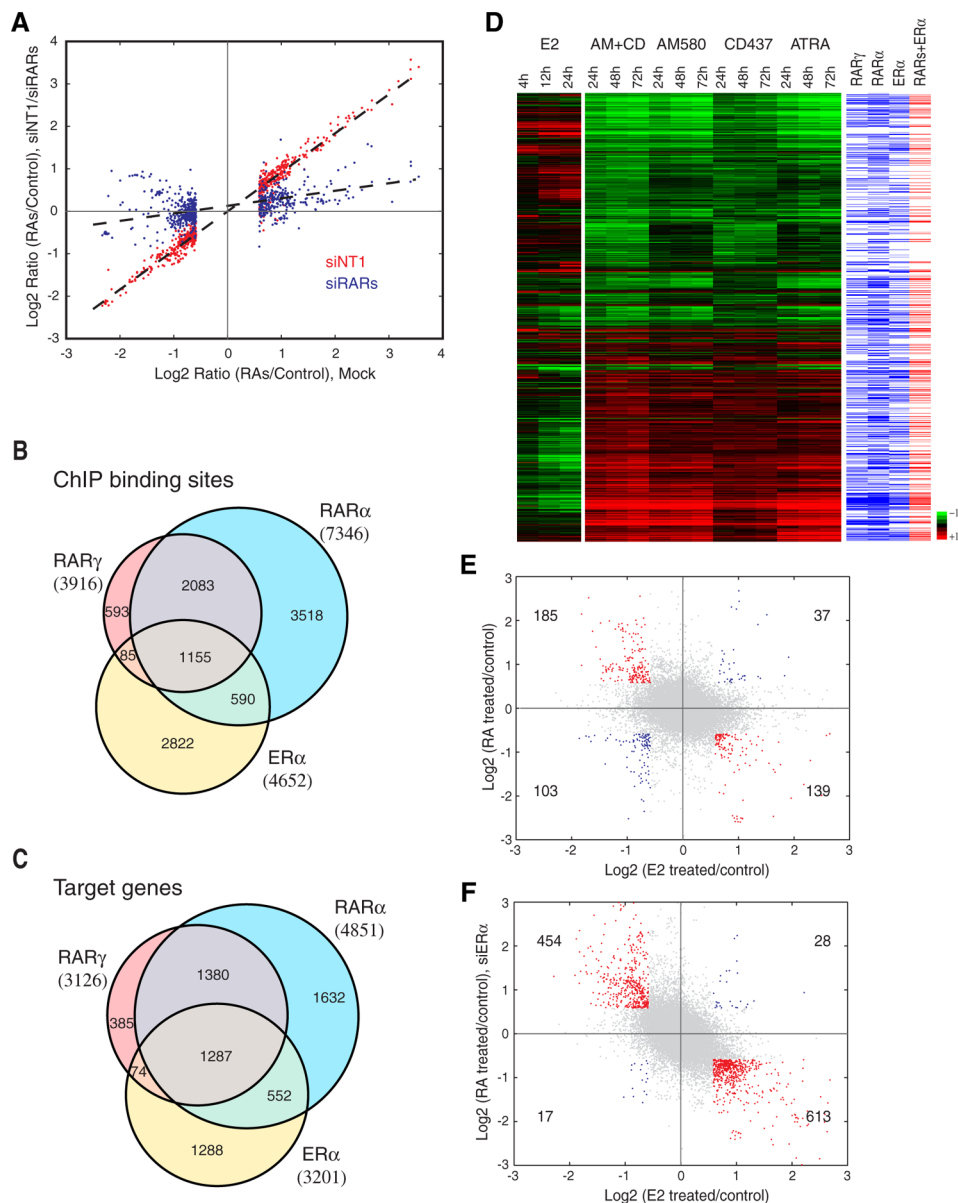 A
Log2 Ratio (RAs/Control), siNT1/siRARs
4
3
2
1
0
-1
-2
-3
siNT1
siRARs
-3 -2 -1 0 1 2 3 4
Log2 Ratio (RAs/Control), Mock
B
ChIP binding sites
RARγ
(3916)
RARα
(7346)
593
2083
3518
85
1155
590
2822
ERα
(4652)
C
Target genes
RARγ
(3126)
RARα
(4851)
385
1380
1632
74
1287
552
1288
ERα
(3201)
D
E2 AM+CD AM580 CD437 ATRA
4h 12h 24h 24h 48h 72h 24h 48h 72h 24h 48h 72h 24h 48h 72h
RARγ RARα ERα RARs+ERα
−1
+1
E
Log2 (RA treated/control)
3
2
1
0
-1
-2
-3
185
37
103
139
-3 -2 -1 0 1 2 3
Log2 (E2 treated/control)
F
Log2 (RA treated/control), siERα
3
2
1
0
-1
-2
-3
454
28
17
613
-3 -2 -1 0 1 2 3
Log2 (E2 treated/control)